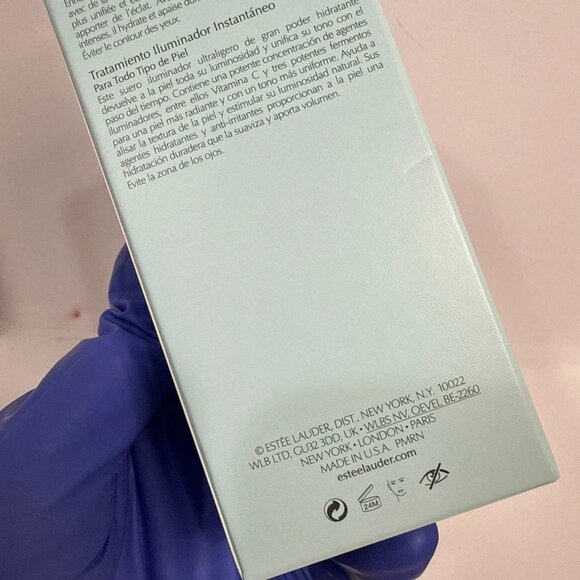 plus unifiée et
apporter de l'éclat.
intenses, il hydrate et apaise
Éviter le contour des yeux.
Tratamiento Iluminador Instantáneo
Para Todo Tipo de Piel
Este suero iluminador ultraligero de gran poder hidratante
devuelve a la piel toda su luminosidad y unifica su tono con el
paso del tiempo. Contiene una potente concentración de agentes
iluminadores, entre ellos Vitamina C y tres potentes fermentos
para una piel más radiante y con un tono más uniforme. Ayuda a
alisar la textura de la piel y estimular su luminosidad natural. Sus
agentes hidratantes y anti-irritantes proporcionan a la piel una
hidratación duradera que la suaviza y aporta volumen.
Evite la zona de los ojos.
© ESTÉE LAUDER, DIST. NEW YORK, N.Y. 10022
WLB LTD, GU32 3DD, UK • WLBS NV, OEVEL BE-2260
NEW YORK • LONDON • PARIS
MADE IN U.S.A. PMRN
esteelauder.com
24M